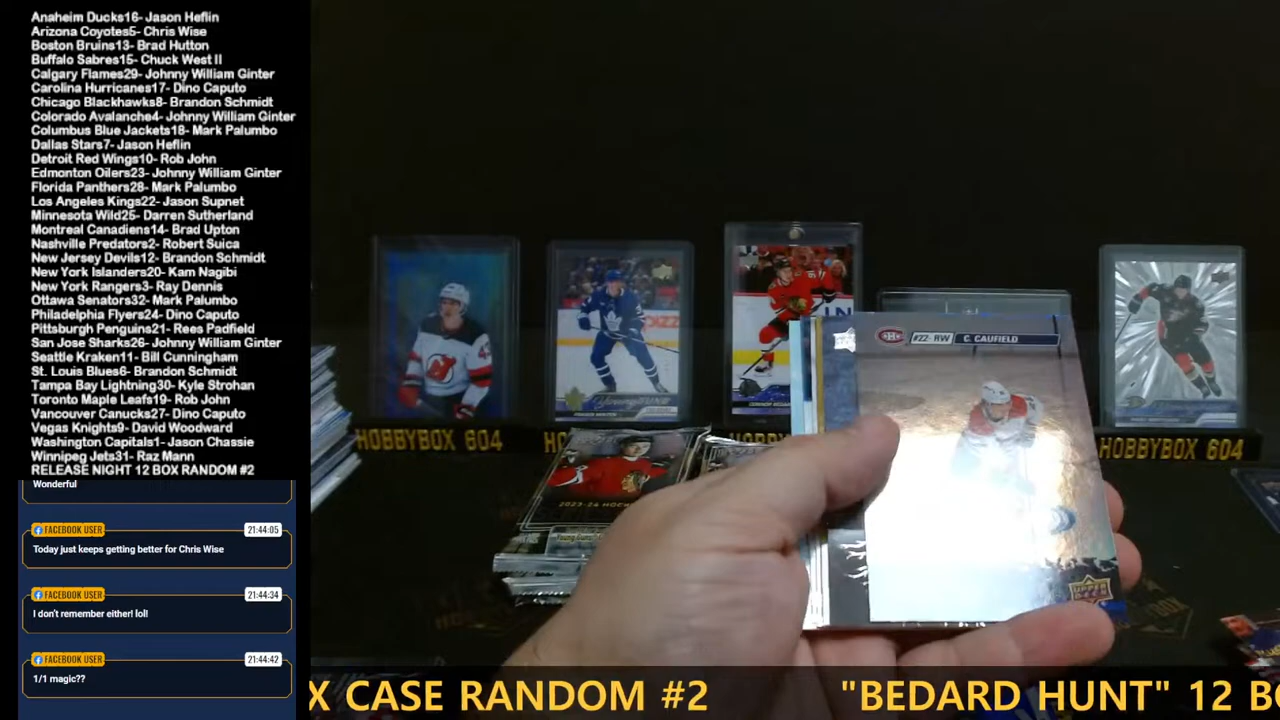 Anaheim Ducks16- Jason Heflin
Arizona Coyotes5- Chris Wise
Boston Bruins13- Brad Hutton
Buffalo Sabres15- Chuck West II
Calgary Flames29- Johnny William Ginter
Carolina Hurricanes17- Dino Caputo
Chicago Blackhawks8- Brandon Schmidt
Colorado Avalanche4- Johnny William Ginter
Columbus Blue Jackets18- Mark Palumbo
Dallas Stars7- Jason Heflin
Detroit Red Wings10- Rob John
Edmonton Oilers23- Johnny William Ginter
Florida Panthers28- Mark Palumbo
Los Angeles Kings22- Jason Supnet
Minnesota Wild25- Darren Sutherland
Montreal Canadiens14- Brad Upton
Nashville Predators2- Robert Suica
New Jersey Devils12- Brandon Schmidt
New York Islanders20- Kam Nagibi
New York Rangers3- Ray Dennis
Ottawa Senators32- Mark Palumbo
Philadelphia Flyers24- Dino Caputo
Pittsburgh Penguins21- Rees Padfield
San Jose Sharks26- Johnny William Ginter
Seattle Kraken11- Bill Cunningham
St. Louis Blues6- Brandon Schmidt
Tampa Bay Lightning30- Kyle Strohan
Toronto Maple Leafs19- Rob John
Vancouver Canucks27- Dino Caputo
Vegas Knights9- David Woodward
Washington Capitals1- Jason Chassie
Winnipeg Jets31- Raz Mann
RELEASE NIGHT 12 BOX RANDOM #2
Wonderful
FACEBOOK USER 21:44:05
Today just keeps getting better for Chris Wise
FACEBOOK USER 21:44:34
I don't remember either! lol!
FACEBOOK USER 21:44:42
1/1 magic??
#22- RW C. CAUFIELD
HOBBYBOX 604
HOBBYBOX 604
UPPER DECK
X CASE RANDOM #2 "BEDARD HUNT" 12 BO